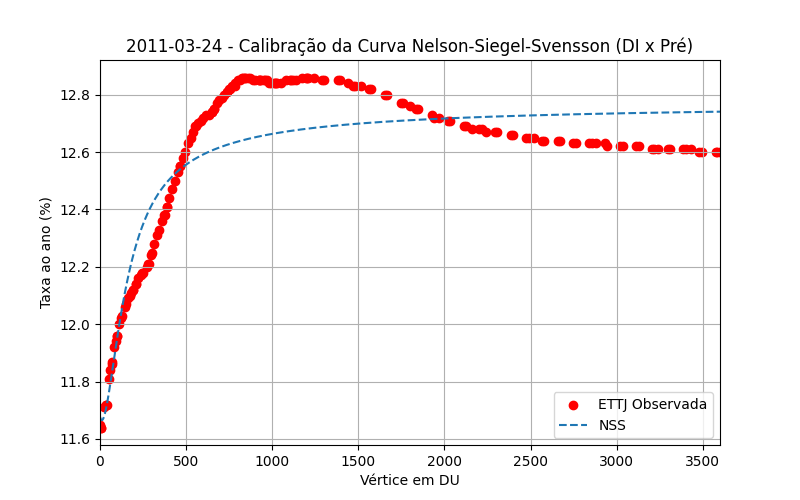 2011-03-24 - Calibração da Curva Nelson-Siegel-Svensson (DI x Pré)
Taxa ao ano (%)
12.8
12.6
12.4
12.2
12.0
11.8
11.6
ETTJ Observada
NSS
0 500 1000 1500 2000 2500 3000 3500
Vértice em DU